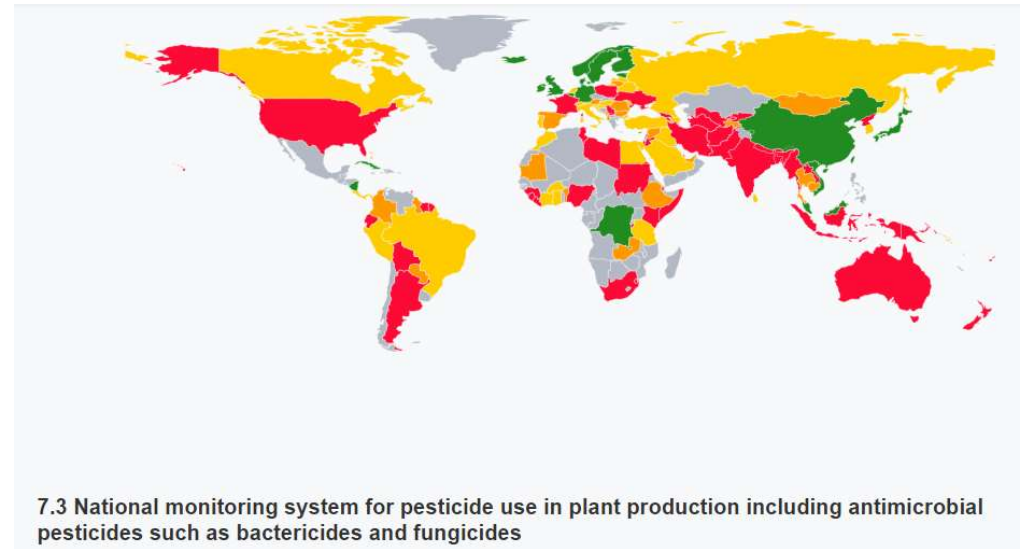 7.3 National monitoring system for pesticide use in plant production including antimicrobial
pesticides such as bactericides and fungicides